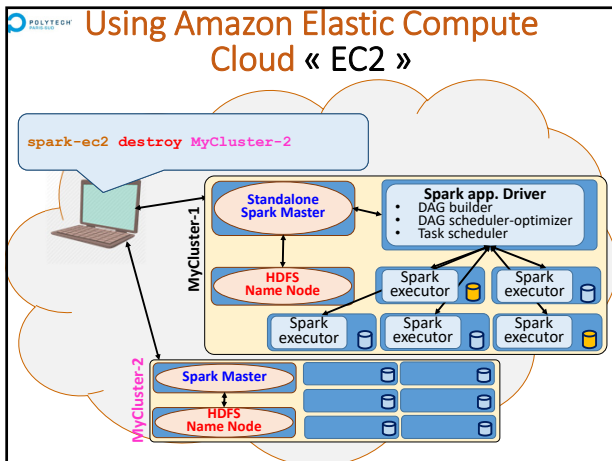 POLYTECH
PARIS-SUD
Using Amazon Elastic Compute
Cloud « EC2 »
spark-ec2 destroy MyCluster-2
MyCluster-1
Standalone
Spark Master
Spark app. Driver
• DAG builder
• DAG scheduler-optimizer
• Task scheduler
HDFS
Name Node
Spark
executor
Spark
executor
Spark
executor
Spark
executor
Spark
executor
MyCluster-2
Spark Master
HDFS
Name Node